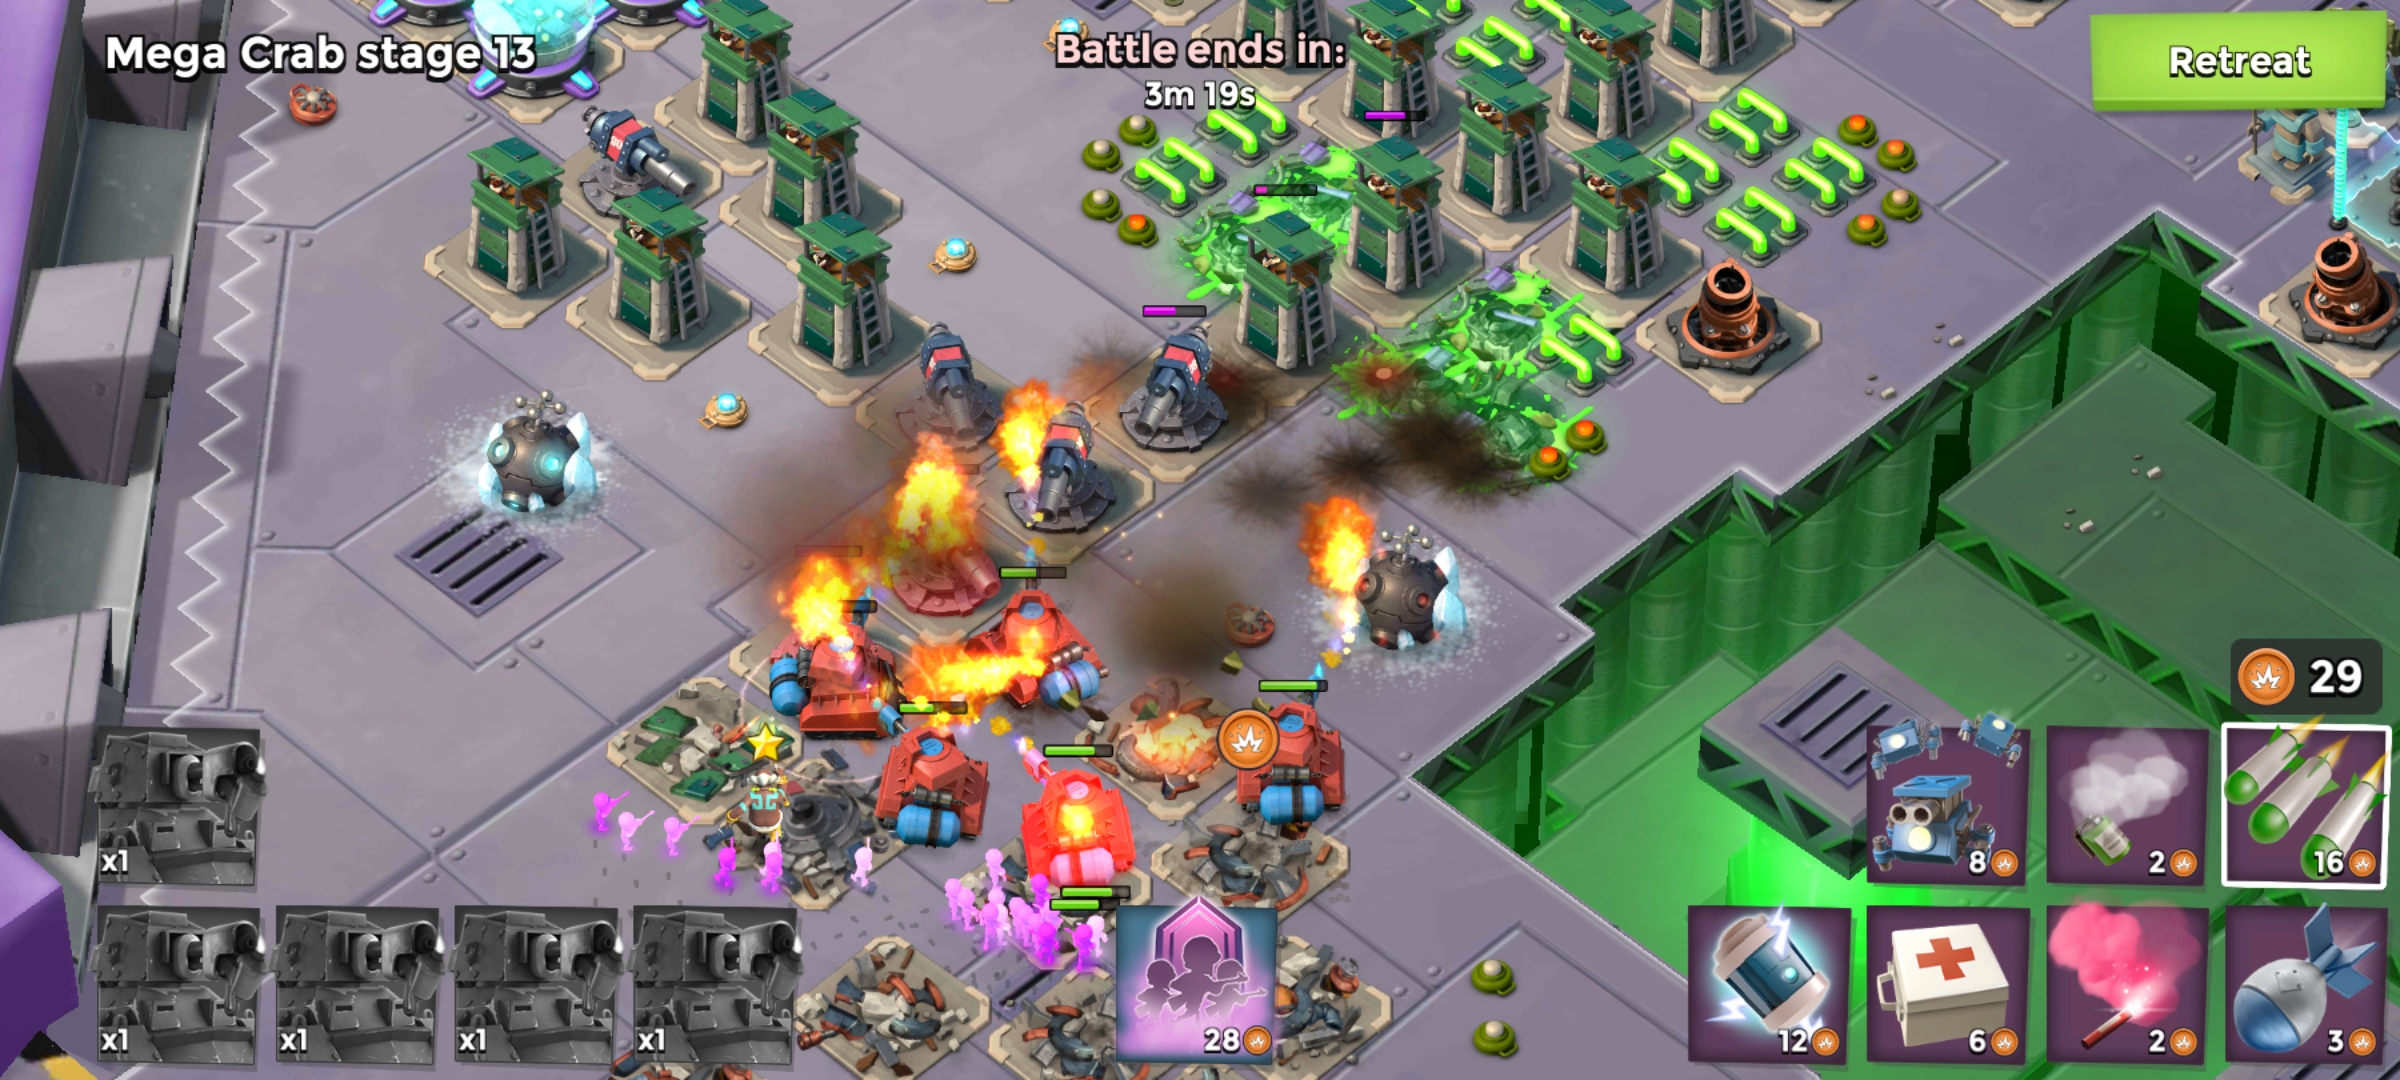 Mega Crab stage 13
Battle ends in:
3m 19s
Retreat
29
8
2
16
x1
x1
x1
x1
x1
28
12
6
2
3
52